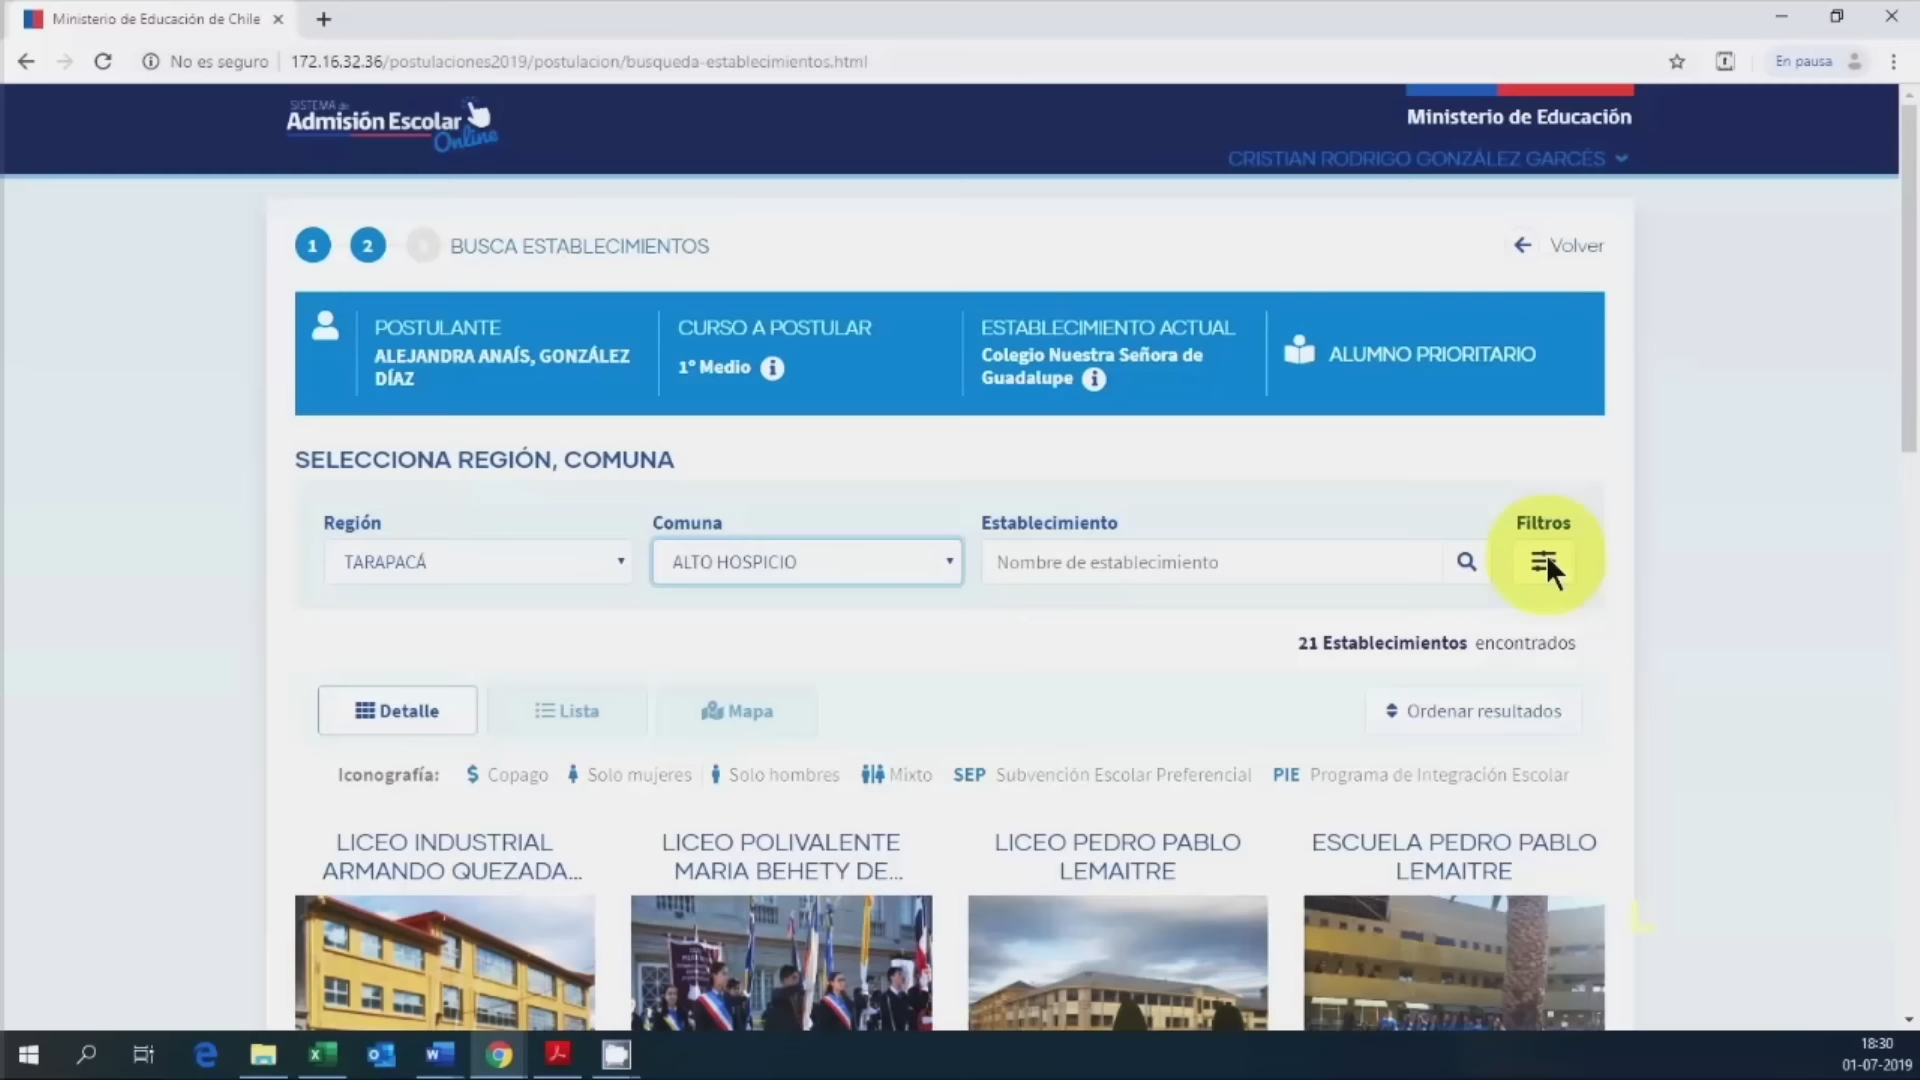 Ministerio de Educación de Chile
No es seguro
172.16.32.36/postulaciones2019/postulacion/busqueda-establecimientos.html
En pausa
SISTEMA de
Admisión Escolar
Online
Ministerio de Educación
CRISTIAN RODRIGO GONZÁLEZ GARCÉS
1 2 BUSCA ESTABLECIMIENTOS
Volver
POSTULANTE
ALEJANDRA ANAÍS, GONZÁLEZ
DÍAZ
CURSO A POSTULAR
1° Medio
ESTABLECIMIENTO ACTUAL
Colegio Nuestra Señora de
Guadalupe
ALUMNO PRIORITARIO
SELECCIONA REGIÓN, COMUNA
Región
TARAPACÁ
Comuna
ALTO HOSPICIO
Establecimiento
Nombre de establecimiento
Filtros
21 Establecimientos encontrados
Detalle
Lista
Mapa
Ordenar resultados
Iconografía: $ Copago Solo mujeres Solo hombres Mixto SEP Subvención Escolar Preferencial PIE Programa de Integración Escolar
LICEO INDUSTRIAL
ARMANDO QUEZADA...
LICEO POLIVALENTE
MARIA BEHETY DE...
LICEO PEDRO PABLO
LEMAITRE
ESCUELA PEDRO PABLO
LEMAITRE
18:30
01-07-2019